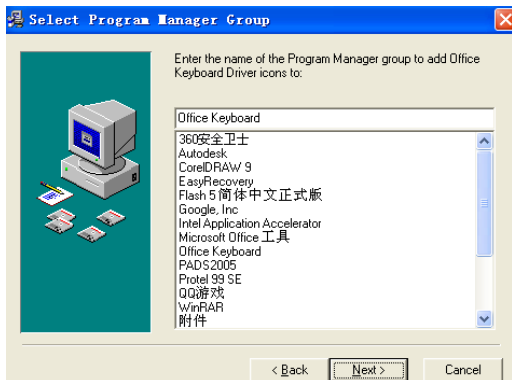 Select Program Manager Group
Enter the name of the Program Manager group to add Office
Keyboard Driver icons to:
Office Keyboard
360安全卫士
Autodesk
CorelDRAW 9
EasyRecovery
Flash 5 简体中文正式版
Google, Inc
Intel Application Accelerator
Microsoft Office 工具
Office Keyboard
PADS2005
Protel 99 SE
QQ游戏
WinRAR
附件
< Back
Next >
Cancel